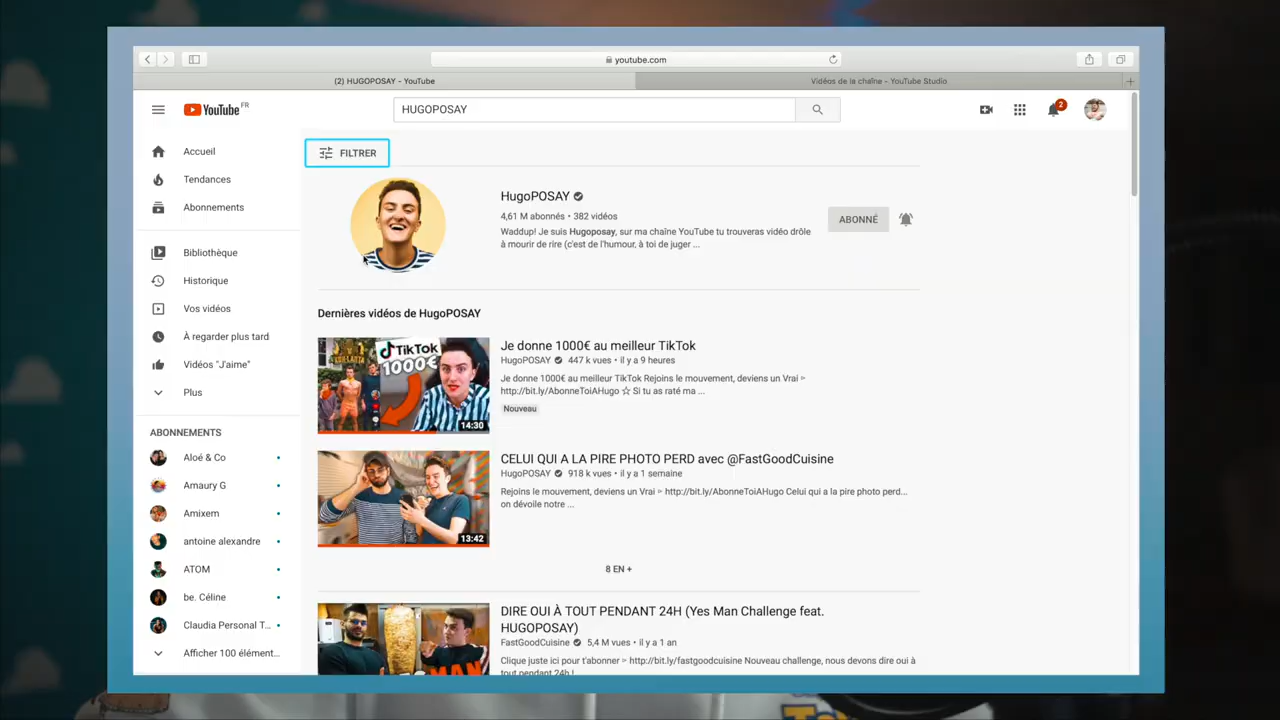 youtube.com
(2) HUGOPOSAY - YouTube
Vidéos de la chaîne - YouTube Studio
YouTube FR
HUGOPOSAY
2
Accueil
Tendances
Abonnements
Bibliothèque
Historique
Vos vidéos
À regarder plus tard
Vidéos "J'aime"
Plus
ABONNEMENTS
Aloé & Co
Amaury G
Amixem
antoine alexandre
ATOM
be. Céline
Claudia Personal T...
Afficher 100 élément...
FILTRER
HugoPOSAY
4,61 M abonnés • 382 vidéos
Waddup! Je suis Hugoposay, sur ma chaîne YouTube tu trouveras vidéo drôle
à mourir de rire (c'est de l'humour, à toi de juger ...
ABONNÉ
Dernières vidéos de HugoPOSAY
TikTok
1000€
14:30
Je donne 1000€ au meilleur TikTok
HugoPOSAY 447 k vues • il y a 9 heures
Je donne 1000€ au meilleur TikTok Rejoins le mouvement, deviens un Vrai ➳
http://bit.ly/AbonneToiAHugo ☆ Si tu as raté ma ...
Nouveau
13:42
CELUI QUI A LA PIRE PHOTO PERD avec @FastGoodCuisine
HugoPOSAY 918 k vues • il y a 1 semaine
Rejoins le mouvement, deviens un Vrai ➳ http://bit.ly/AbonneToiAHugo Celui qui a la pire photo perd...
on dévoile notre ...
8 EN +
MAN
DIRE OUI À TOUT PENDANT 24H (Yes Man Challenge feat.
HUGOPOSAY)
FastGoodCuisine 5,4 M vues • il y a 1 an
Clique juste ici pour t'abonner ➳ http://bit.ly/fastgoodcuisine Nouveau challenge, nous devons dire oui à
tout pendant 24h !